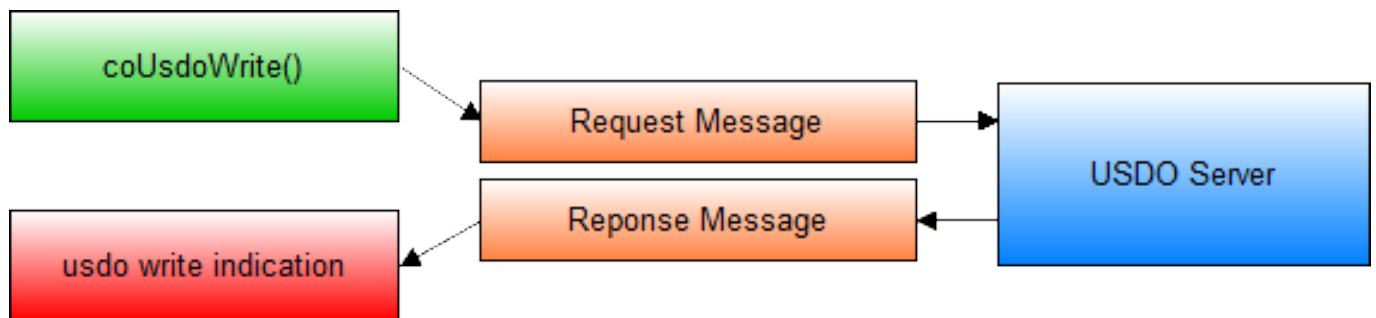 coUsdoWrite()
Request Message
USDO Server
Reponse Message
usdo write indication